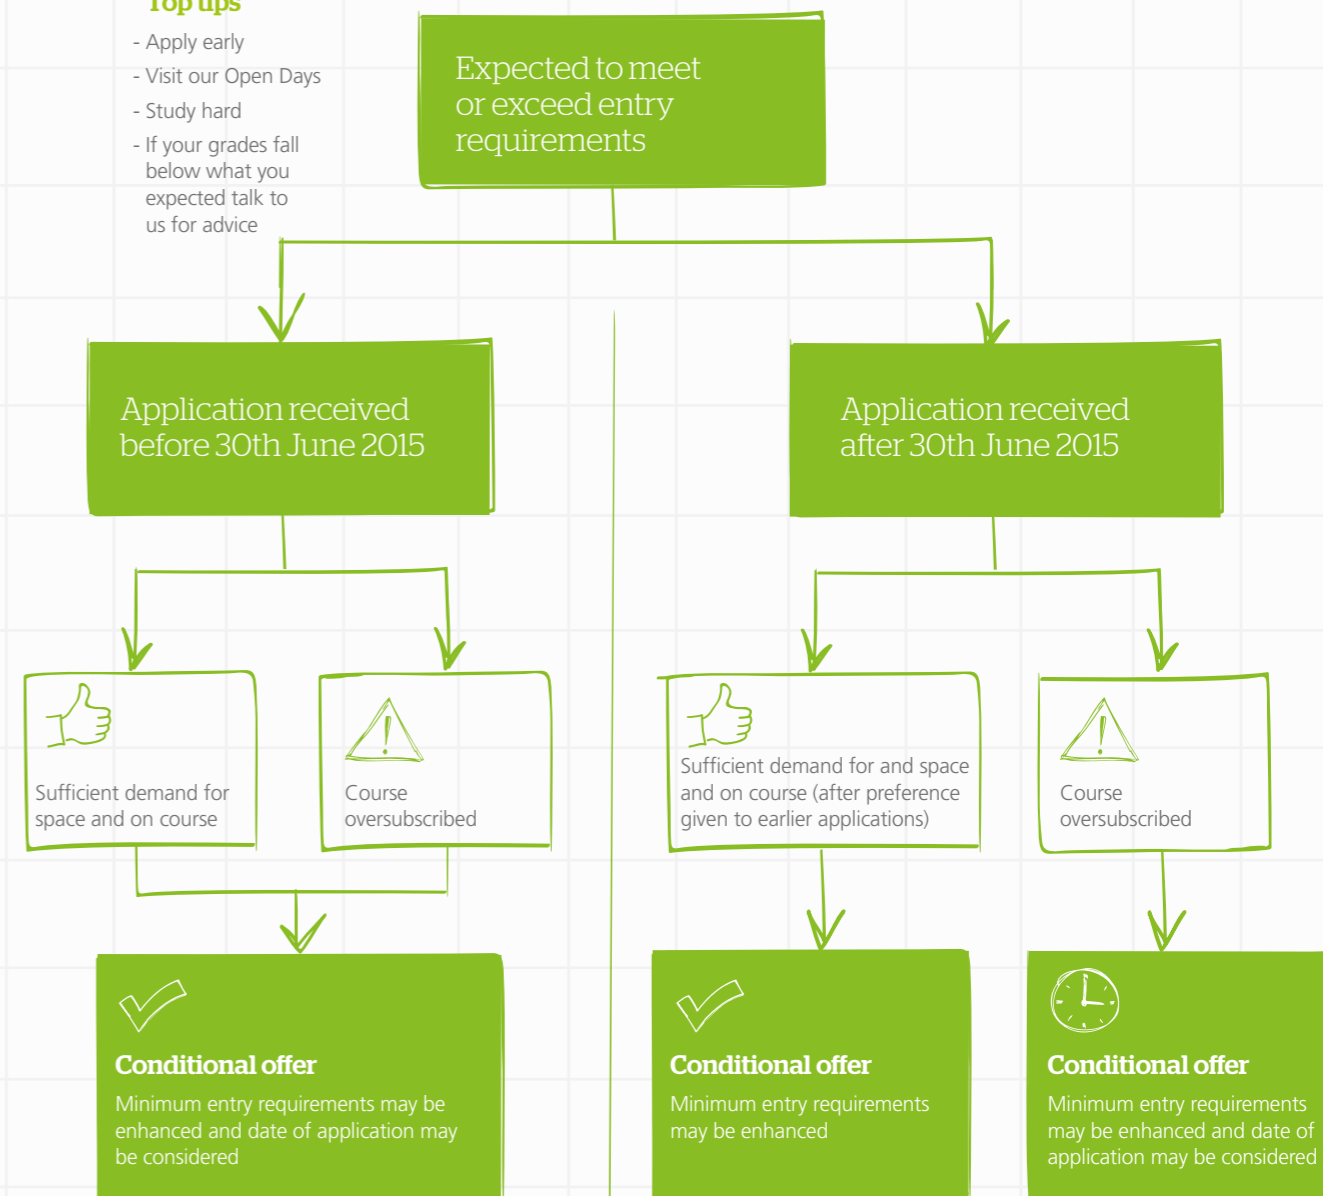 Top tips
- Apply early
- Visit our Open Days
- Study hard
- If your grades fall
below what you
expected talk to
us for advice
Expected to meet
or exceed entry
requirements
Application received
before 30th June 2015
Application received
after 30th June 2015
Sufficient demand for
space and on course
Course
oversubscribed
Sufficient demand for and space
and on course (after preference
given to earlier applications)
Course
oversubscribed
Conditional offer
Minimum entry requirements may be
enhanced and date of application may
be considered
Conditional offer
Minimum entry requirements
may be enhanced
Conditional offer
Minimum entry requirements
may be enhanced and date of
application may be considered